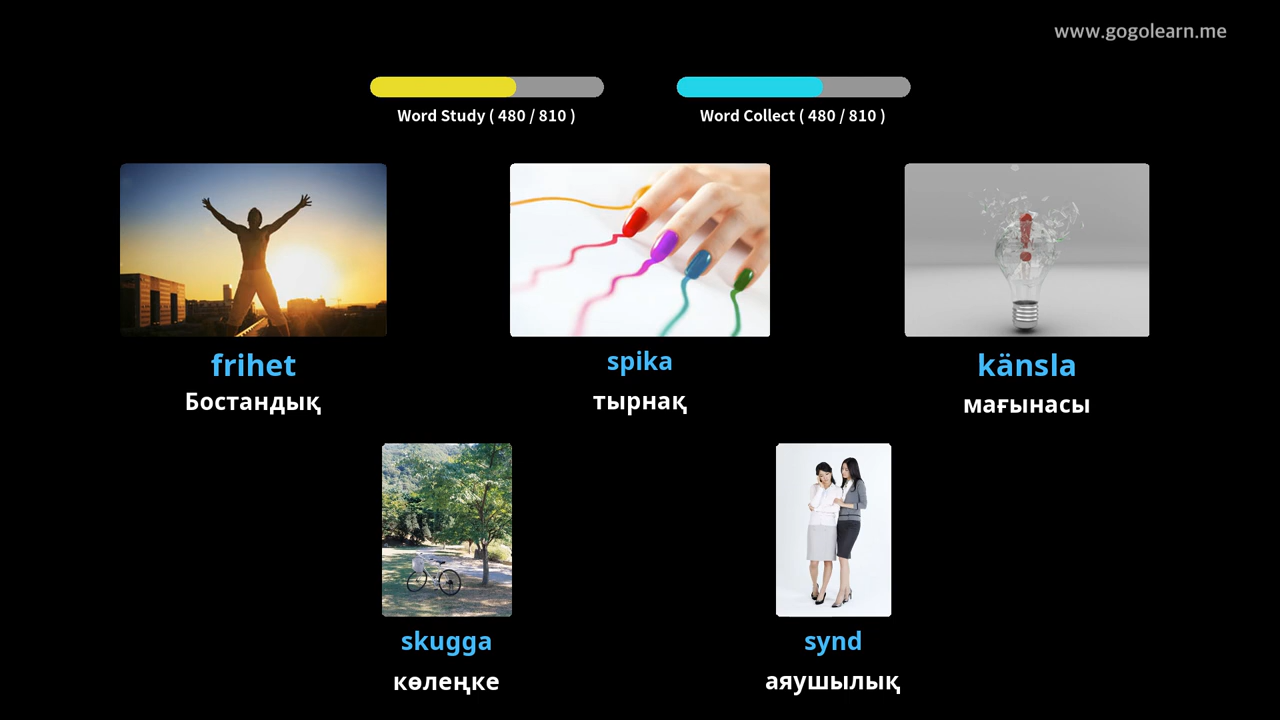 www.gogolearn.me
Word Study ( 480 / 810 )
Word Collect ( 480 / 810 )
frihet
Бостандық
spika
тырнақ
känsla
мағынасы
skugga
көлеңке
synd
аяушылық